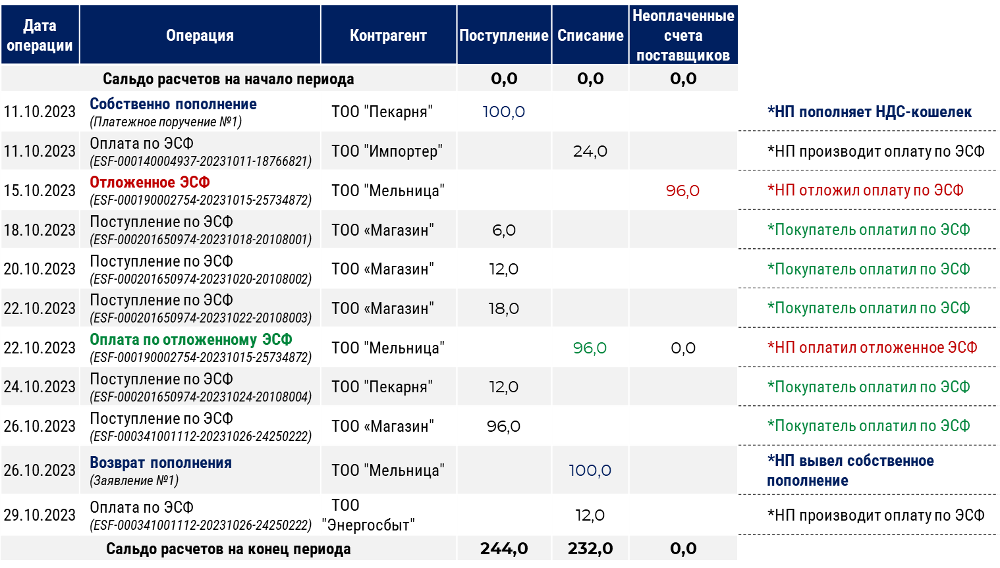 Дата
операции
Операция
Контрагент
Поступление
Списание
Неоплаченные
счета
поставщиков
Сальдо расчетов на начало периода 0,0 0,0 0,0
11.10.2023 Собственно пополнение ТОО "Пекарня" 100,0 *НП пополняет НДС-кошелек
(Платежное поручение №1)
11.10.2023 Оплата по ЭСФ ТОО "Импортер" 24,0 *НП производит оплату по ЭСФ
(ESF-000140004937-20231011-18766821)
15.10.2023 Отложенное ЭСФ ТОО "Мельница" 96,0 *НП отложил оплату по ЭСФ
(ESF-000190002754-20231015-25734872)
18.10.2023 Поступление по ЭСФ ТОО «Магазин" 6,0 *Покупатель оплатил по ЭСФ
(ESF-000201650974-20231018-20108001)
20.10.2023 Поступление по ЭСФ ТОО «Магазин" 12,0 *Покупатель оплатил по ЭСФ
(ESF-000201650974-20231020-20108002)
22.10.2023 Поступление по ЭСФ ТОО «Магазин" 18,0 *Покупатель оплатил по ЭСФ
(ESF-000201650974-20231022-20108003)
22.10.2023 Оплата по отложенному ЭСФ ТОО "Мельница" 96,0 0,0 *НП оплатил отложенное ЭСФ
(ESF-000190002754-20231015-25734872)
24.10.2023 Поступление по ЭСФ ТОО "Пекарня" 12,0 *Покупатель оплатил по ЭСФ
(ESF-000201650974-20231024-20108004)
26.10.2023 Поступление по ЭСФ ТОО «Магазин" 96,0 *Покупатель оплатил по ЭСФ
(ESF-000341001112-20231026-24250222)
26.10.2023 Возврат пополнения ТОО "Мельница" 100,0 *НП вывел собственное
(Заявление №1) пополнение
29.10.2023 Оплата по ЭСФ ТОО 12,0 *НП производит оплату по ЭСФ
(ESF-000341001112-20231026-24250222) "Энергосбыт"
Сальдо расчетов на конец периода 244,0 232,0 0,0